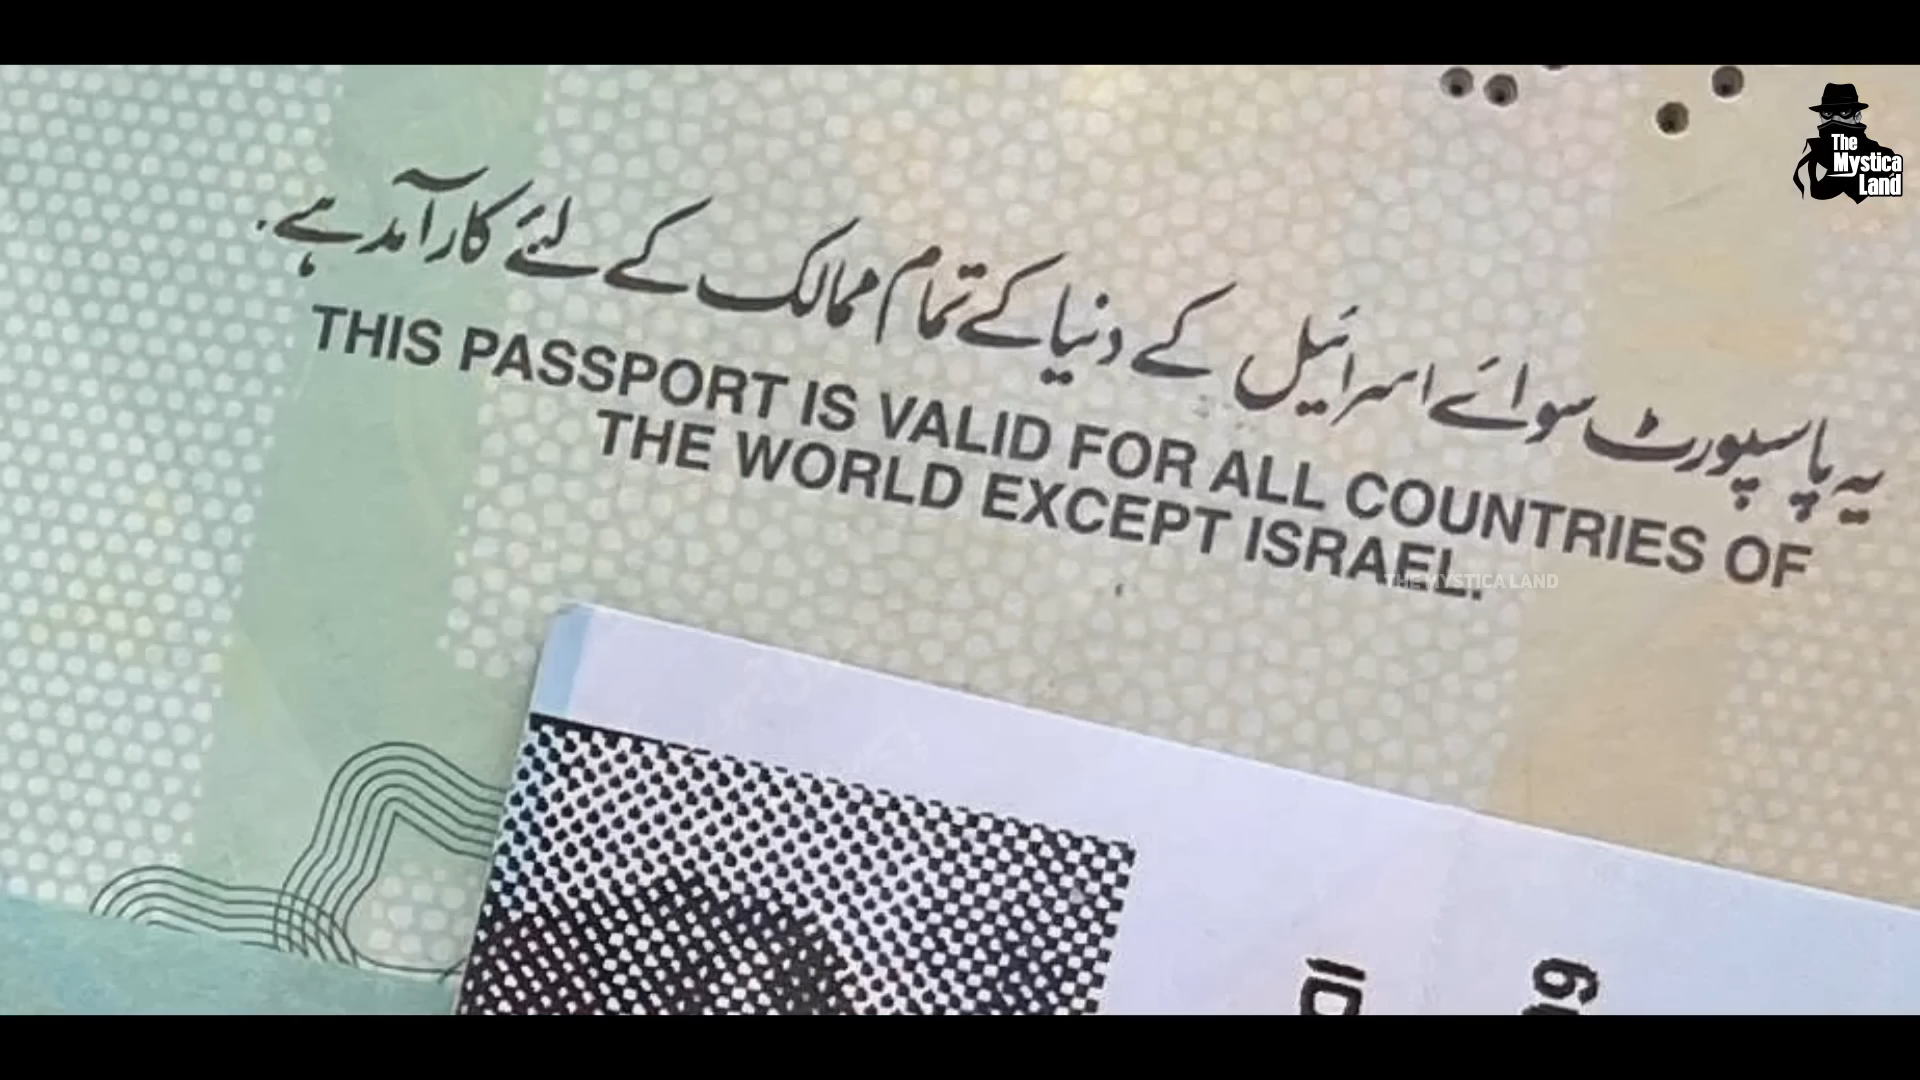 یہ پاسپورٹ سوائے اسرائیل کے دنیا کے تمام ممالک کے لئے کارآمد ہے۔
THIS PASSPORT IS VALID FOR ALL COUNTRIES OF
THE WORLD EXCEPT ISRAEL.
The
Mystica
Land
THE MYSTICA LAND